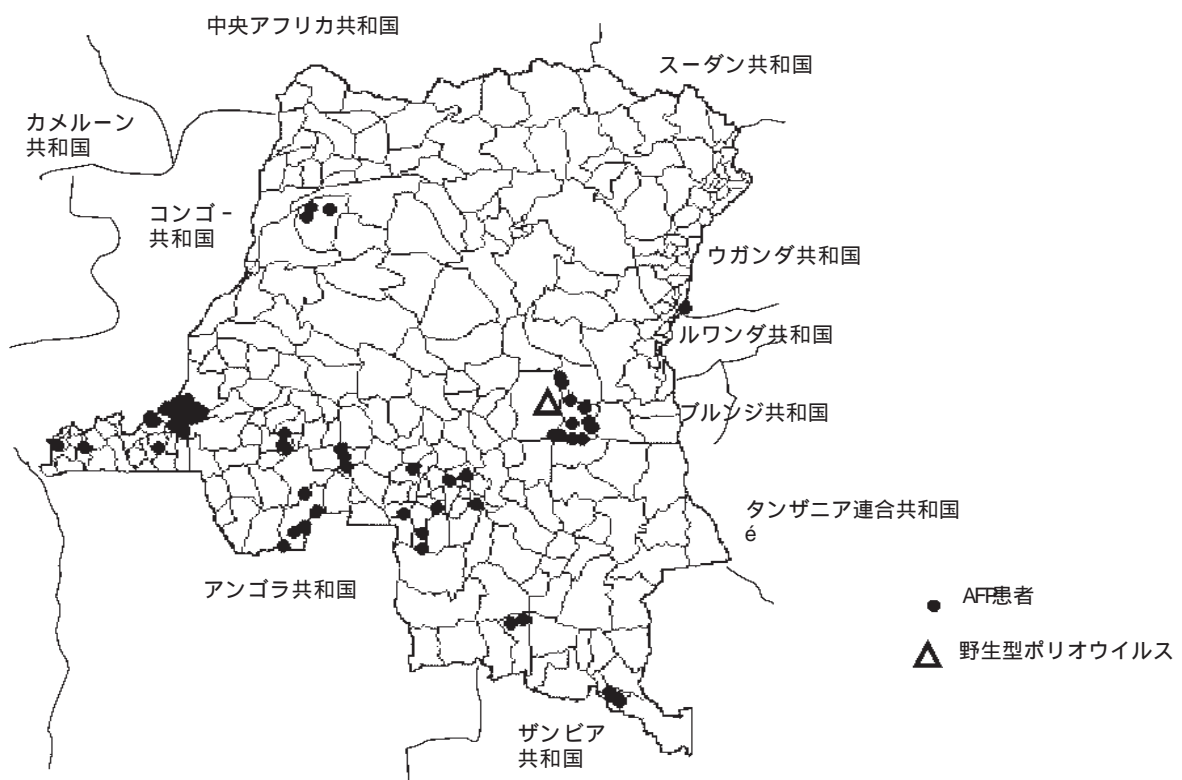 中央アフリカ共和国
スーダン共和国
カメルーン
共和国
コンゴ-
共和国
ウガンダ共和国
ルワンダ共和国
ブルンジ共和国
タンザニア連合共和国
é
アンゴラ共和国
AFP患者
野生型ポリオウイルス
ザンビア
共和国